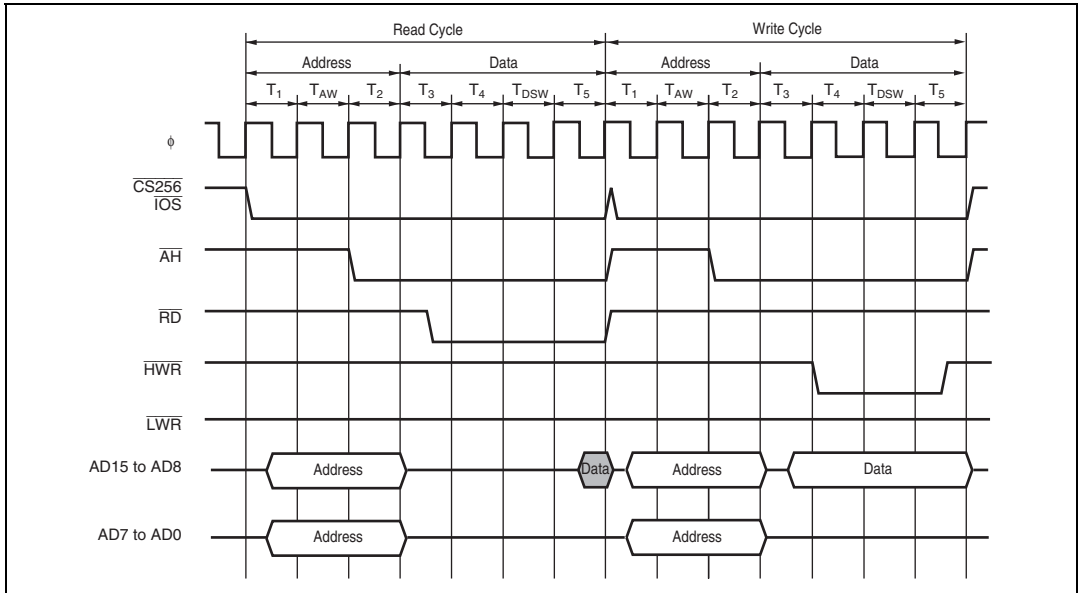 Read Cycle Write Cycle
Address Data Address Data
T1 TAW T2 T3 T4 TDSW T5 T1 TAW T2 T3 T4 TDSW T5
ϕ
CS256
IOS
AH
RD
HWR
LWR
AD15 to AD8 Address Data Address Data
AD7 to AD0 Address Address